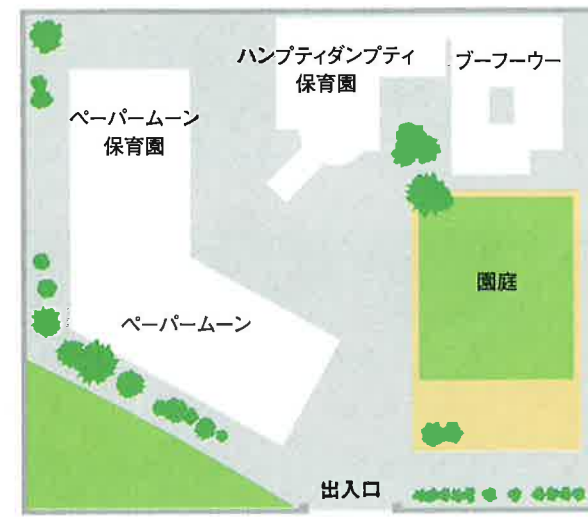 ハンプティダンプティ
保育園
ブーフーウー
ペーパームーン
保育園
園庭
ペーパームーン
出入口